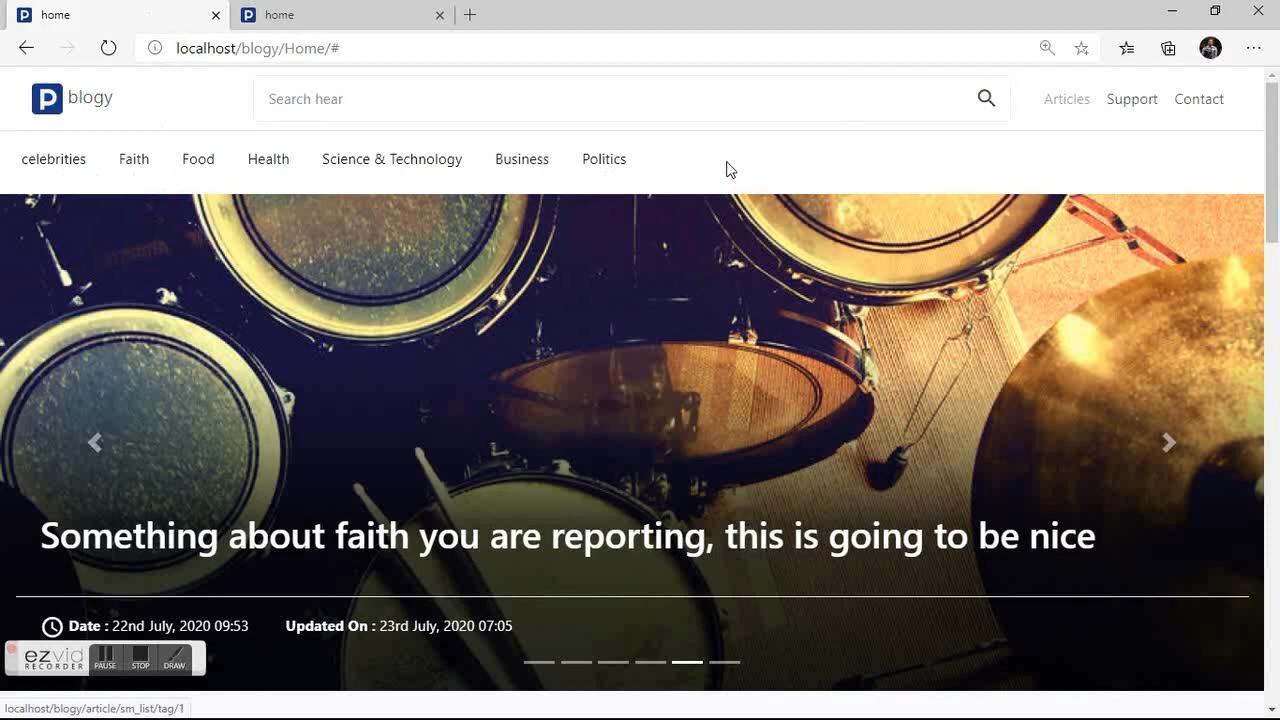 home
home
localhost/blogy/Home/#
P blogy
Search hear
Articles Support Contact
celebrities Faith Food Health Science & Technology Business Politics
Something about faith you are reporting, this is going to be nice
Date : 22nd July, 2020 09:53 Updated On : 23rd July, 2020 07:05
ezvid
RECORDER
PAUSE STOP DRAW
localhost/blogy/article/sm_list/tag/1